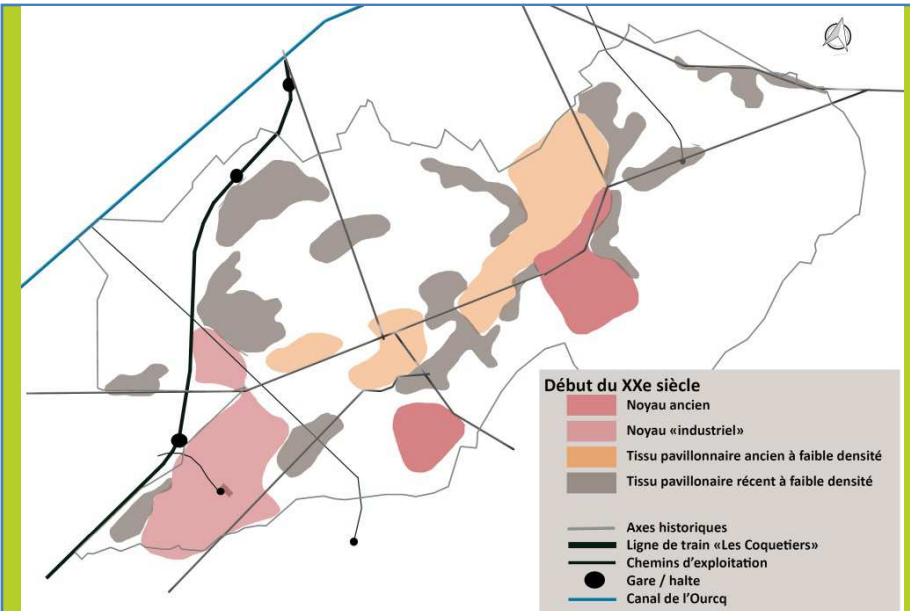 Début du XXe siècle
Noyau ancien
Noyau «industriel»
Tissu pavillonnaire ancien à faible densité
Tissu pavillonaire récent à faible densité
Axes historiques
Ligne de train «Les Coquetiers»
Chemins d'exploitation
Gare / halte
Canal de l'Ourcq